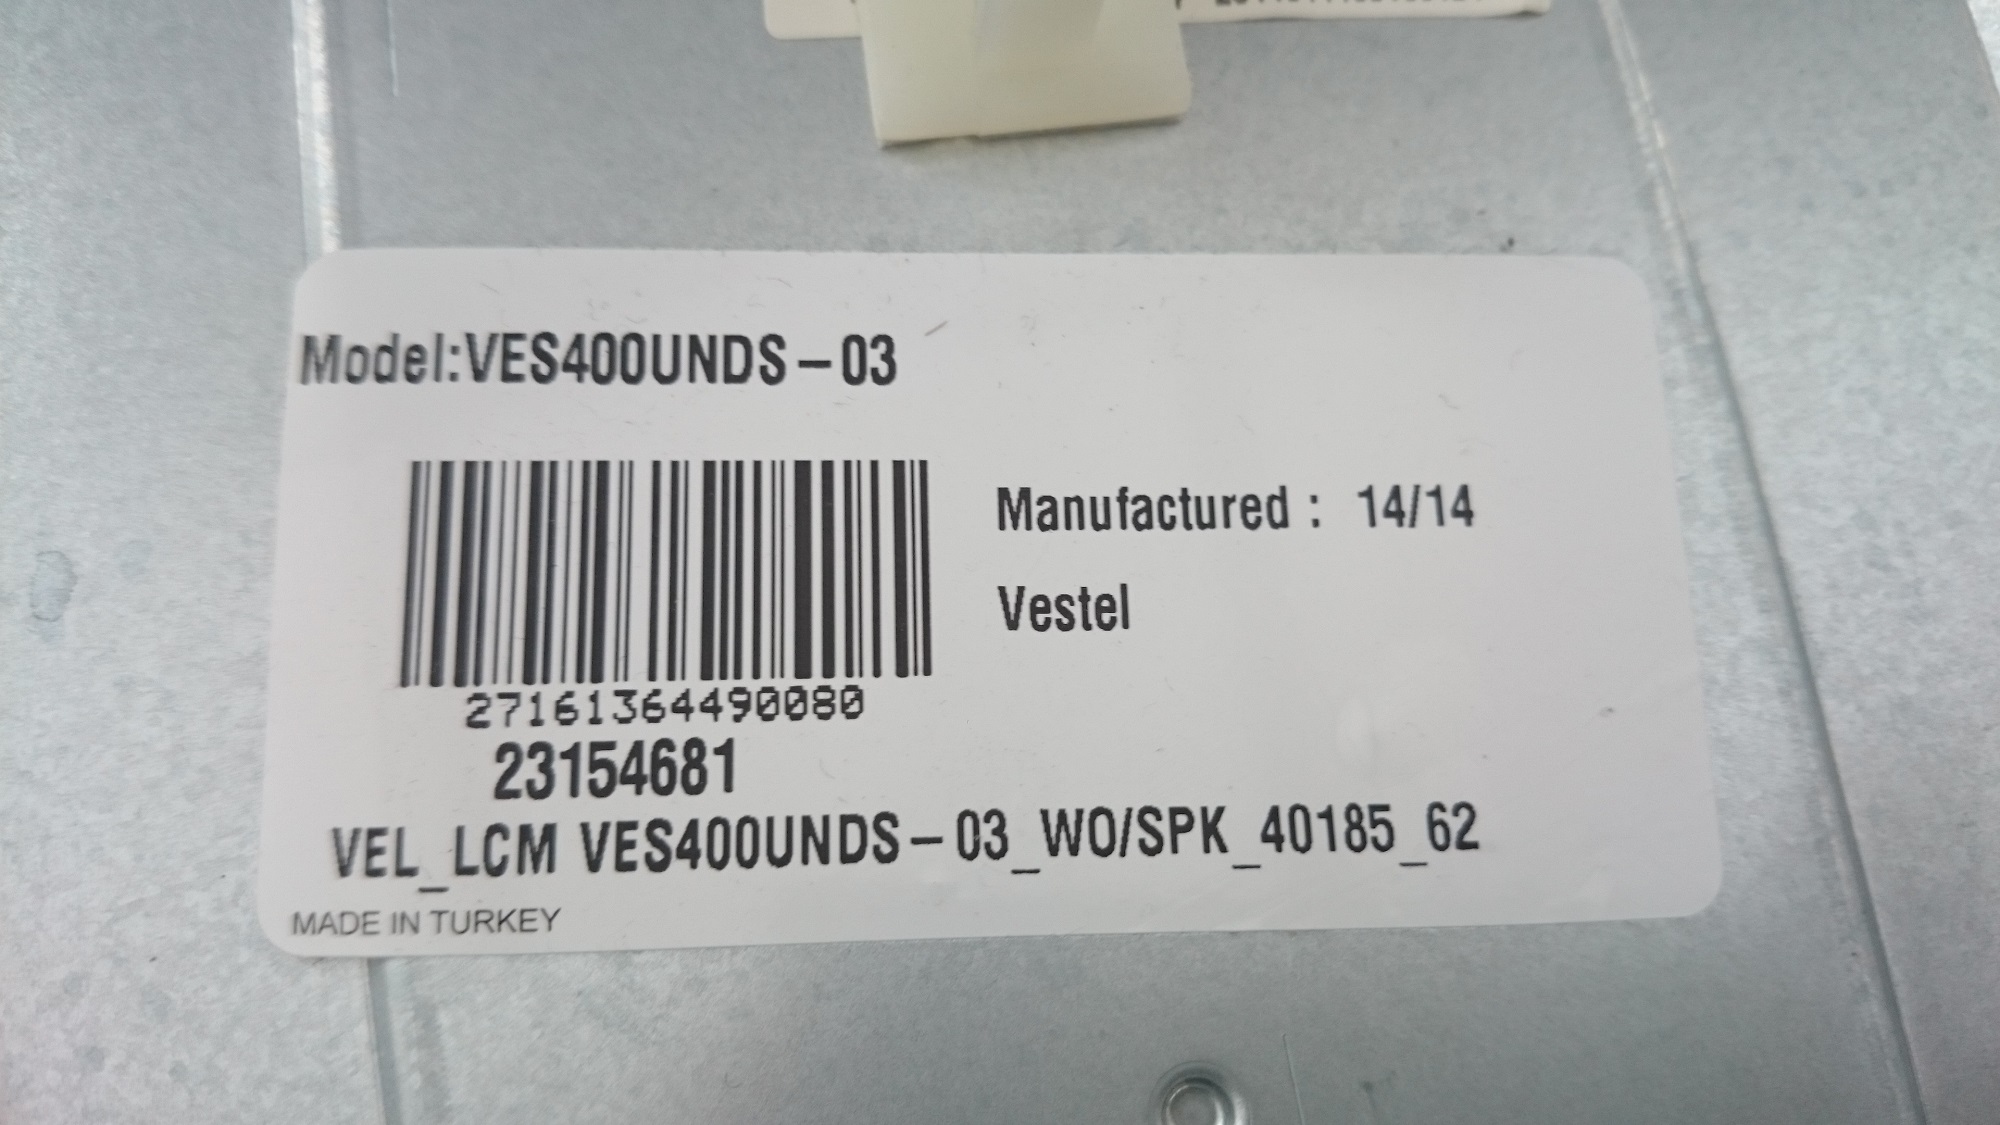 Model:VES400UNDS-03
Manufactured : 14/14
Vestel
27161364490080
23154681
VEL_LCM VES400UNDS-03_WO/SPK_40185_62
MADE IN TURKEY